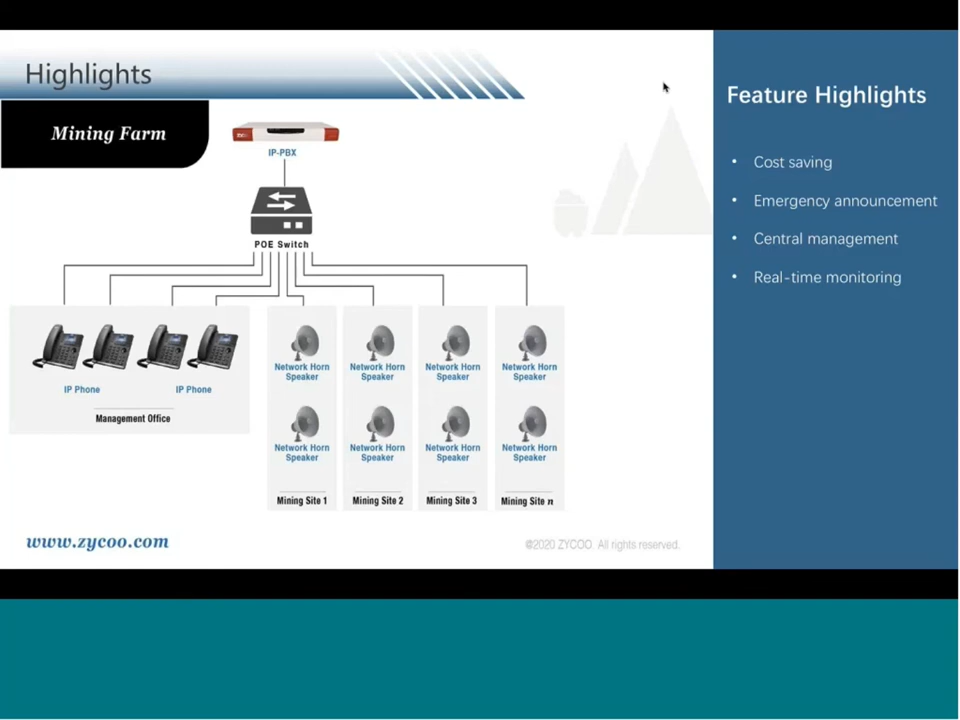 Highlights
Mining Farm
IP-PBX
POE Switch
IP Phone
IP Phone
Management Office
Network Horn
Speaker
Network Horn
Speaker
Network Horn
Speaker
Network Horn
Speaker
Network Horn
Speaker
Network Horn
Speaker
Network Horn
Speaker
Network Horn
Speaker
Mining Site 1
Mining Site 2
Mining Site 3
Mining Site n
www.zycoo.com
@2020 ZYCOO All rights reserved.
Feature Highlights
• Cost saving
• Emergency announcement
• Central management
• Real-time monitoring